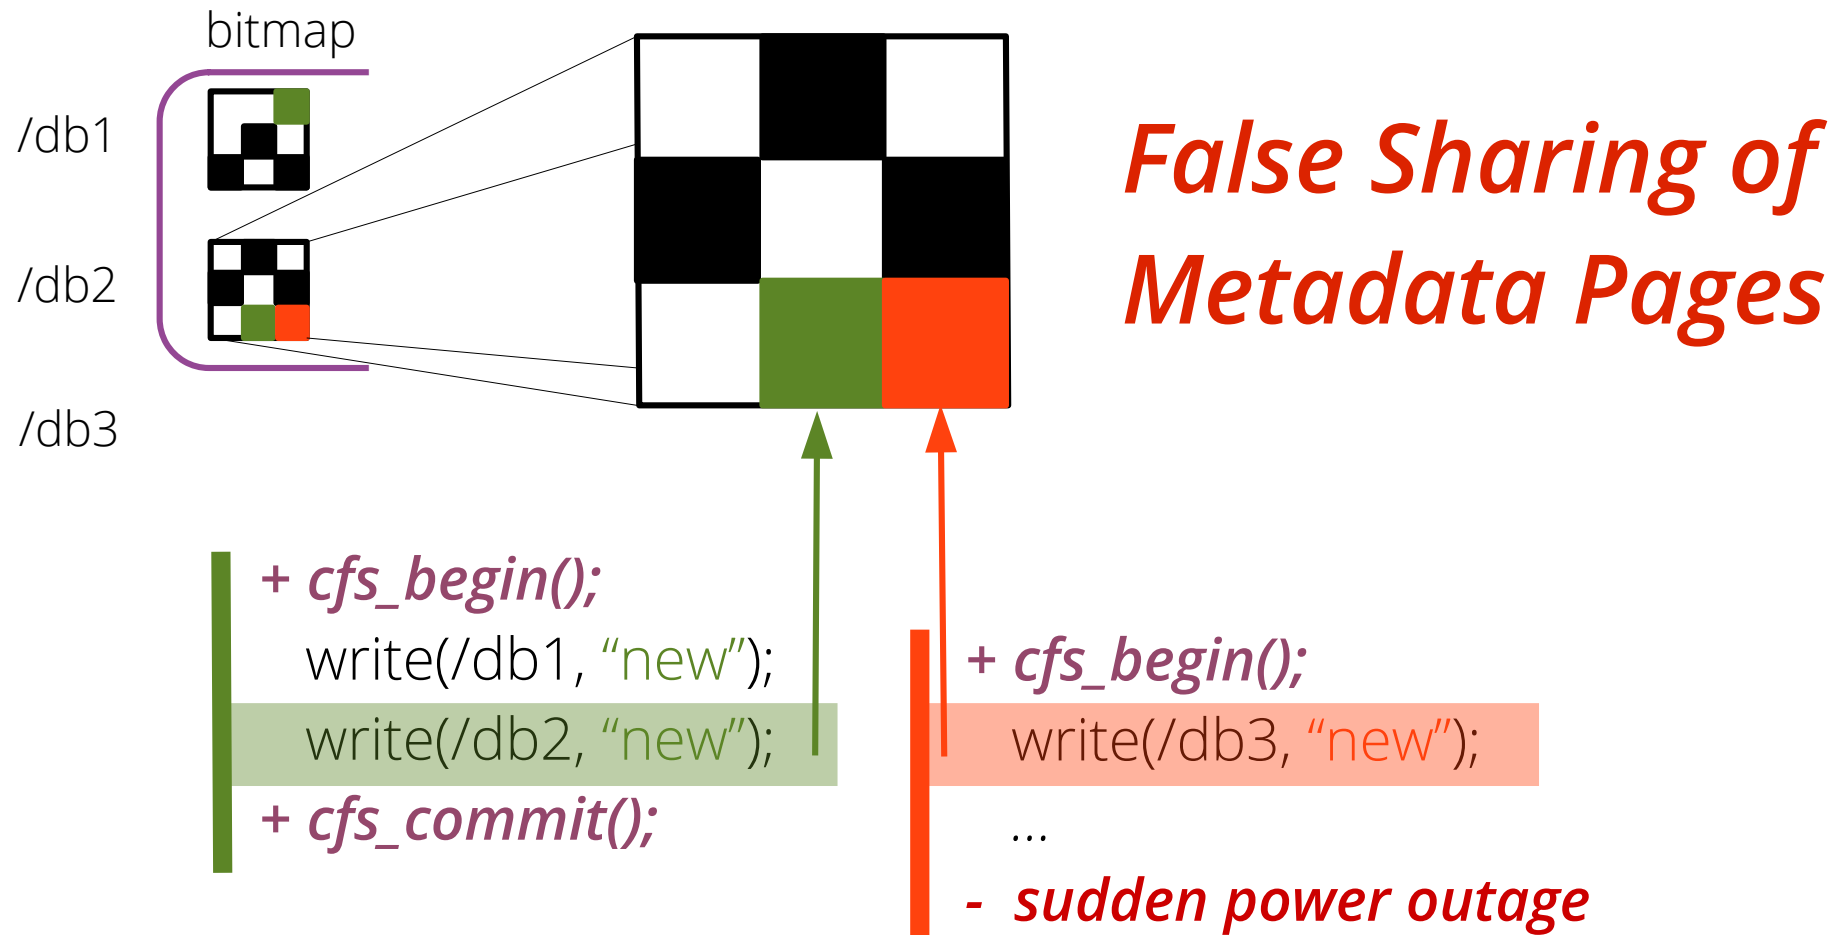 bitmap
/db1
/db2
/db3
False Sharing of
Metadata Pages
+ cfs_begin();
write(/db1, “new”);
write(/db2, “new”);
+ cfs_commit();
+ cfs_begin();
write(/db3, “new”);
...
- sudden power outage